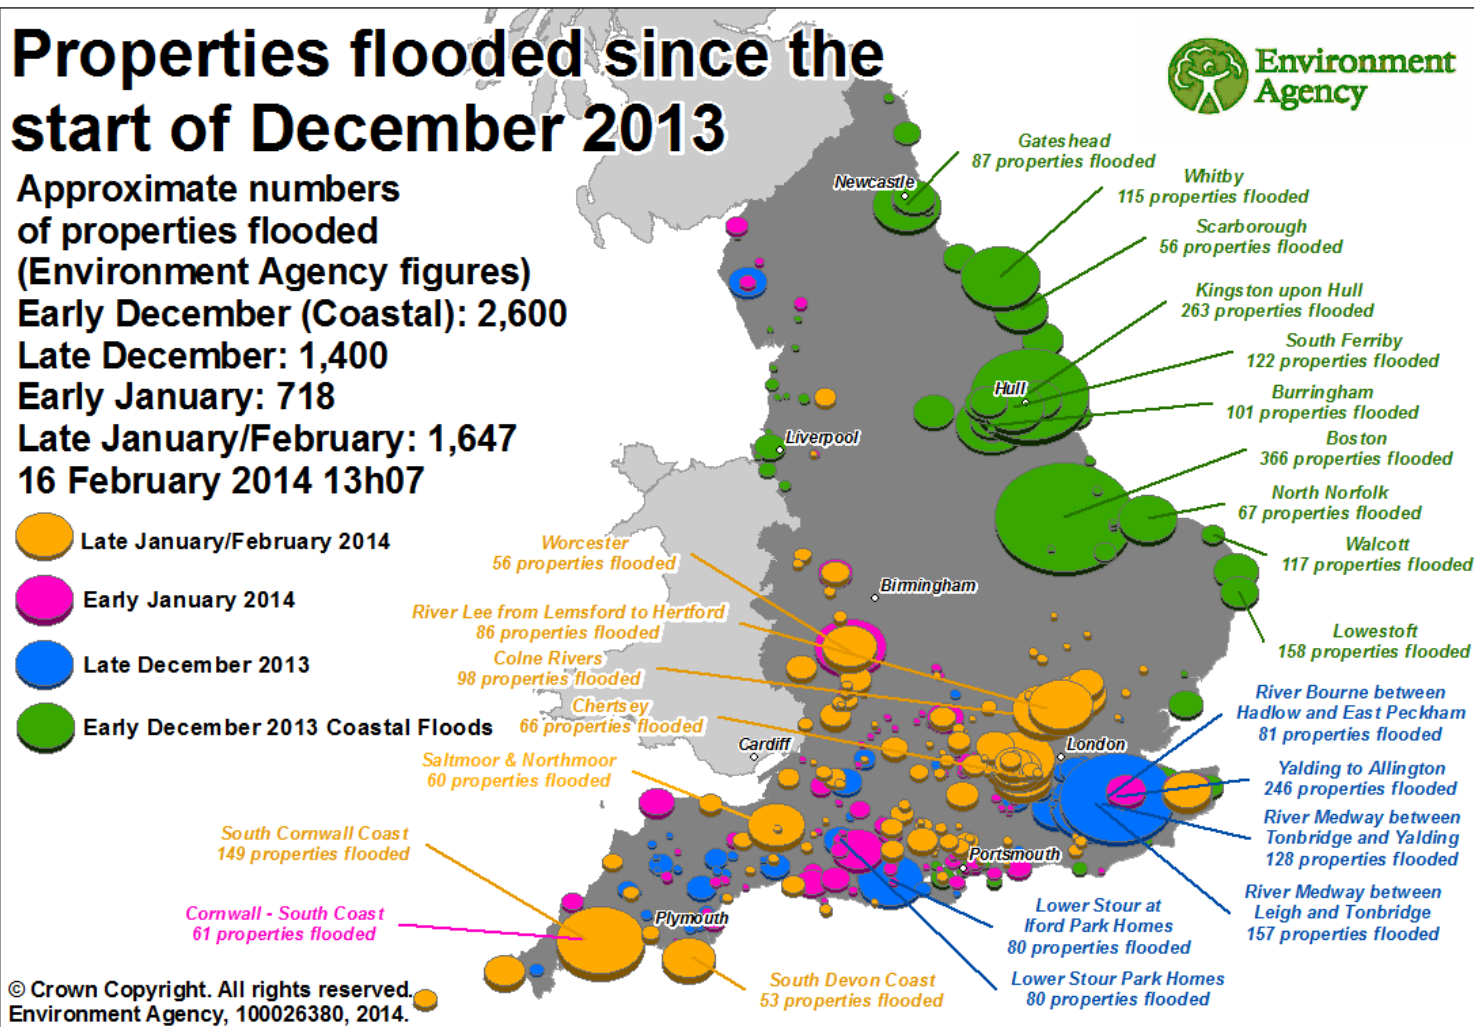 Properties flooded since the
start of December 2013
Environment
Agency
Approximate numbers
of properties flooded
(Environment Agency figures)
Early December (Coastal): 2,600
Late December: 1,400
Early January: 718
Late January/February: 1,647
16 February 2014 13h07
Late January/February 2014
Early January 2014
Late December 2013
Early December 2013 Coastal Floods
Gateshead
87 properties flooded
Newcastle
Whitby
115 properties flooded
Scarborough
56 properties flooded
Kingston upon Hull
263 properties flooded
South Ferriby
122 properties flooded
Hull
Burringham
101 properties flooded
Liverpool
Boston
366 properties flooded
North Norfolk
67 properties flooded
Walcott
117 properties flooded
Worcester
56 properties flooded
Birmingham
River Lee from Lemsford to Hertford
86 properties flooded
Lowestoft
158 properties flooded
Colne Rivers
98 properties flooded
Chertsey
66 properties flooded
River Bourne between
Hadlow and East Peckham
81 properties flooded
Cardiff
London
Saltmoor & Northmoor
60 properties flooded
Yalding to Allington
246 properties flooded
River Medway between
Tonbridge and Yalding
128 properties flooded
South Cornwall Coast
149 properties flooded
Portsmouth
River Medway between
Leigh and Tonbridge
157 properties flooded
Cornwall - South Coast
61 properties flooded
Plymouth
Lower Stour at
Iford Park Homes
80 properties flooded
South Devon Coast
53 properties flooded
Lower Stour Park Homes
80 properties flooded
© Crown Copyright. All rights reserved.
Environment Agency, 100026380, 2014.